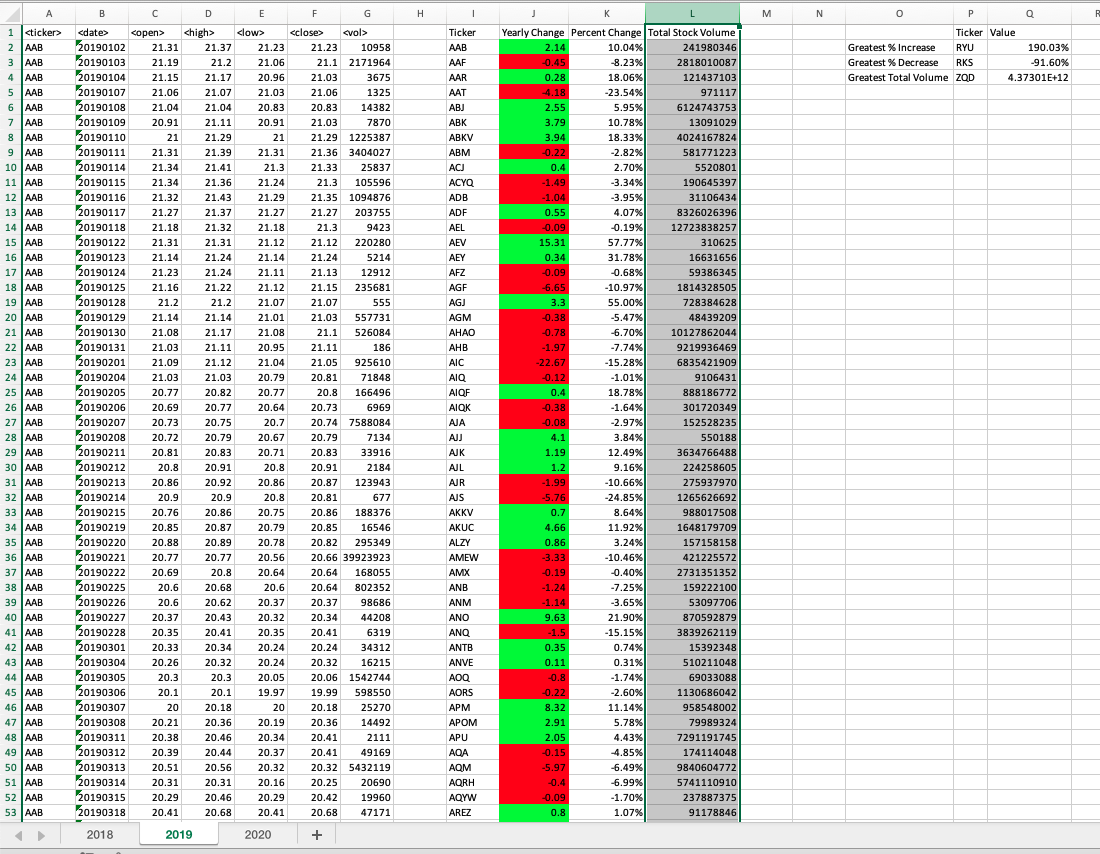 A B C D E F G H I J K L M N O P Q R
1 <ticker> <date> <open> <high> <low> <close> <vol> Ticker Yearly Change Percent Change Total Stock Volume Ticker Value
2 AAB 20190102 21.31 21.37 21.23 21.23 10958 AAB 2.14 10.04% 241980346 Greatest % Increase RYU 190.03%
3 AAB 20190103 21.19 21.2 21.06 21.1 2171964 AAF -0.45 -8.23% 2818010087 Greatest % Decrease RKS -91.60%
4 AAB 20190104 21.15 21.17 20.96 21.03 3675 AAR 0.28 18.06% 121437103 Greatest Total Volume ZQD 4.37301E+12
5 AAB 20190107 21.06 21.07 21.03 21.06 1325 AAT -4.18 -23.54% 971117
6 AAB 20190108 21.04 21.04 20.83 20.83 14382 ABJ 2.55 5.95% 6124743753
7 AAB 20190109 20.91 21.11 20.91 21.03 7870 ABK 3.79 10.78% 13091029
8 AAB 20190110 21 21.29 21 21.29 1225387 ABKV 3.94 18.33% 4024167824
9 AAB 20190111 21.31 21.39 21.31 21.36 3404027 ABM -0.22 -2.82% 581771223
10 AAB 20190114 21.34 21.41 21.3 21.33 25837 ACJ 0.4 2.70% 5520801
11 AAB 20190115 21.34 21.36 21.24 21.3 105596 ACYQ -1.49 -3.34% 190645397
12 AAB 20190116 21.32 21.43 21.29 21.35 1094876 ADB -1.04 -3.95% 31106434
13 AAB 20190117 21.27 21.37 21.27 21.27 203755 ADF 0.55 4.07% 8326026396
14 AAB 20190118 21.18 21.32 21.18 21.3 9423 AEL -0.09 -0.19% 12723838257
15 AAB 20190122 21.31 21.31 21.12 21.12 220280 AEV 15.31 57.77% 310625
16 AAB 20190123 21.14 21.24 21.14 21.24 5214 AEY 0.34 31.78% 16631656
17 AAB 20190124 21.23 21.24 21.11 21.13 12912 AFZ -0.09 -0.68% 59386345
18 AAB 20190125 21.16 21.22 21.12 21.15 235681 AGF -6.65 -10.97% 1814328505
19 AAB 20190128 21.2 21.2 21.07 21.07 555 AGJ 3.3 55.00% 728384628
20 AAB 20190129 21.14 21.14 21.01 21.03 557731 AGM -0.38 -5.47% 48439209
21 AAB 20190130 21.08 21.17 21.08 21.1 526084 AHAO -0.78 -6.70% 10127862044
22 AAB 20190131 21.03 21.11 20.95 21.11 186 AHB -1.97 -7.74% 9219936469
23 AAB 20190201 21.09 21.12 21.04 21.05 925610 AIC -22.67 -15.28% 6835421909
24 AAB 20190204 21.03 21.03 20.79 20.81 71848 AIQ -0.12 -1.01% 9106431
25 AAB 20190205 20.77 20.82 20.77 20.8 166496 AIQF 0.4 18.78% 888186772
26 AAB 20190206 20.69 20.77 20.64 20.73 6969 AIQK -0.38 -1.64% 301720349
27 AAB 20190207 20.73 20.75 20.7 20.74 7588084 AJA -0.08 -2.97% 152528235
28 AAB 20190208 20.72 20.79 20.67 20.79 7134 AJJ 4.1 3.84% 550188
29 AAB 20190211 20.81 20.83 20.71 20.83 33916 AJK 1.19 12.49% 3634766488
30 AAB 20190212 20.8 20.91 20.8 20.91 2184 AJL 1.2 9.16% 224258605
31 AAB 20190213 20.86 20.92 20.86 20.87 123943 AJR -1.99 -10.66% 275937970
32 AAB 20190214 20.9 20.9 20.8 20.81 677 AJS -5.76 -24.85% 1265626692
33 AAB 20190215 20.76 20.86 20.75 20.86 188376 AKKV 0.7 8.64% 988017508
34 AAB 20190219 20.85 20.87 20.79 20.85 16546 AKUC 4.66 11.92% 1648179709
35 AAB 20190220 20.88 20.89 20.78 20.82 295349 ALZY 0.86 3.24% 157158158
36 AAB 20190221 20.77 20.77 20.56 20.66 39923923 AMEW -3.33 -10.46% 421225572
37 AAB 20190222 20.69 20.8 20.64 20.64 168055 AMX -0.19 -0.40% 2731351352
38 AAB 20190225 20.6 20.68 20.6 20.64 802352 ANB -1.24 -7.25% 159222100
39 AAB 20190226 20.6 20.62 20.37 20.37 98686 ANM -1.14 -3.65% 53097706
40 AAB 20190227 20.37 20.43 20.32 20.34 44208 ANO 9.63 21.90% 870592879
41 AAB 20190228 20.35 20.41 20.35 20.41 6319 ANQ -1.5 -15.15% 3839262119
42 AAB 20190301 20.33 20.34 20.24 20.24 34312 ANTB 0.35 0.74% 15392348
43 AAB 20190304 20.26 20.32 20.24 20.32 16215 ANVE 0.11 0.31% 510211048
44 AAB 20190305 20.3 20.3 20.05 20.06 1542744 AOQ -0.8 -1.74% 69033088
45 AAB 20190306 20.1 20.1 19.97 19.99 598550 AORS -0.22 -2.60% 1130686042
46 AAB 20190307 20 20.18 20 20.18 25270 APM 8.32 11.14% 958548002
47 AAB 20190308 20.21 20.36 20.19 20.36 14492 APOM 2.91 5.78% 79989324
48 AAB 20190311 20.38 20.46 20.34 20.41 2111 APU 2.05 4.43% 7291191745
49 AAB 20190312 20.39 20.44 20.37 20.41 49169 AQA -0.15 -4.85% 174114048
50 AAB 20190313 20.51 20.56 20.32 20.32 5432119 AQM -5.97 -6.49% 9840604772
51 AAB 20190314 20.31 20.31 20.16 20.25 20690 AQRH -0.4 -6.99% 5741110910
52 AAB 20190315 20.29 20.46 20.29 20.42 19960 AQYW -0.09 -1.70% 237887375
53 AAB 20190318 20.41 20.68 20.41 20.68 47171 AREZ 0.8 1.07% 91178846
2018 2019 2020 +